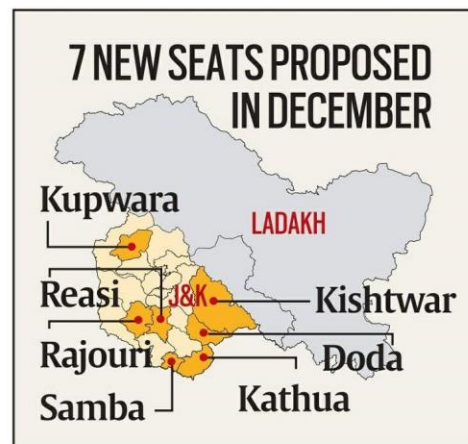 7 NEW SEATS PROPOSED
IN DECEMBER
Kupwara
LADAKH
Reasi
J&K
Kishtwar
Rajouri
Doda
Samba
Kathua